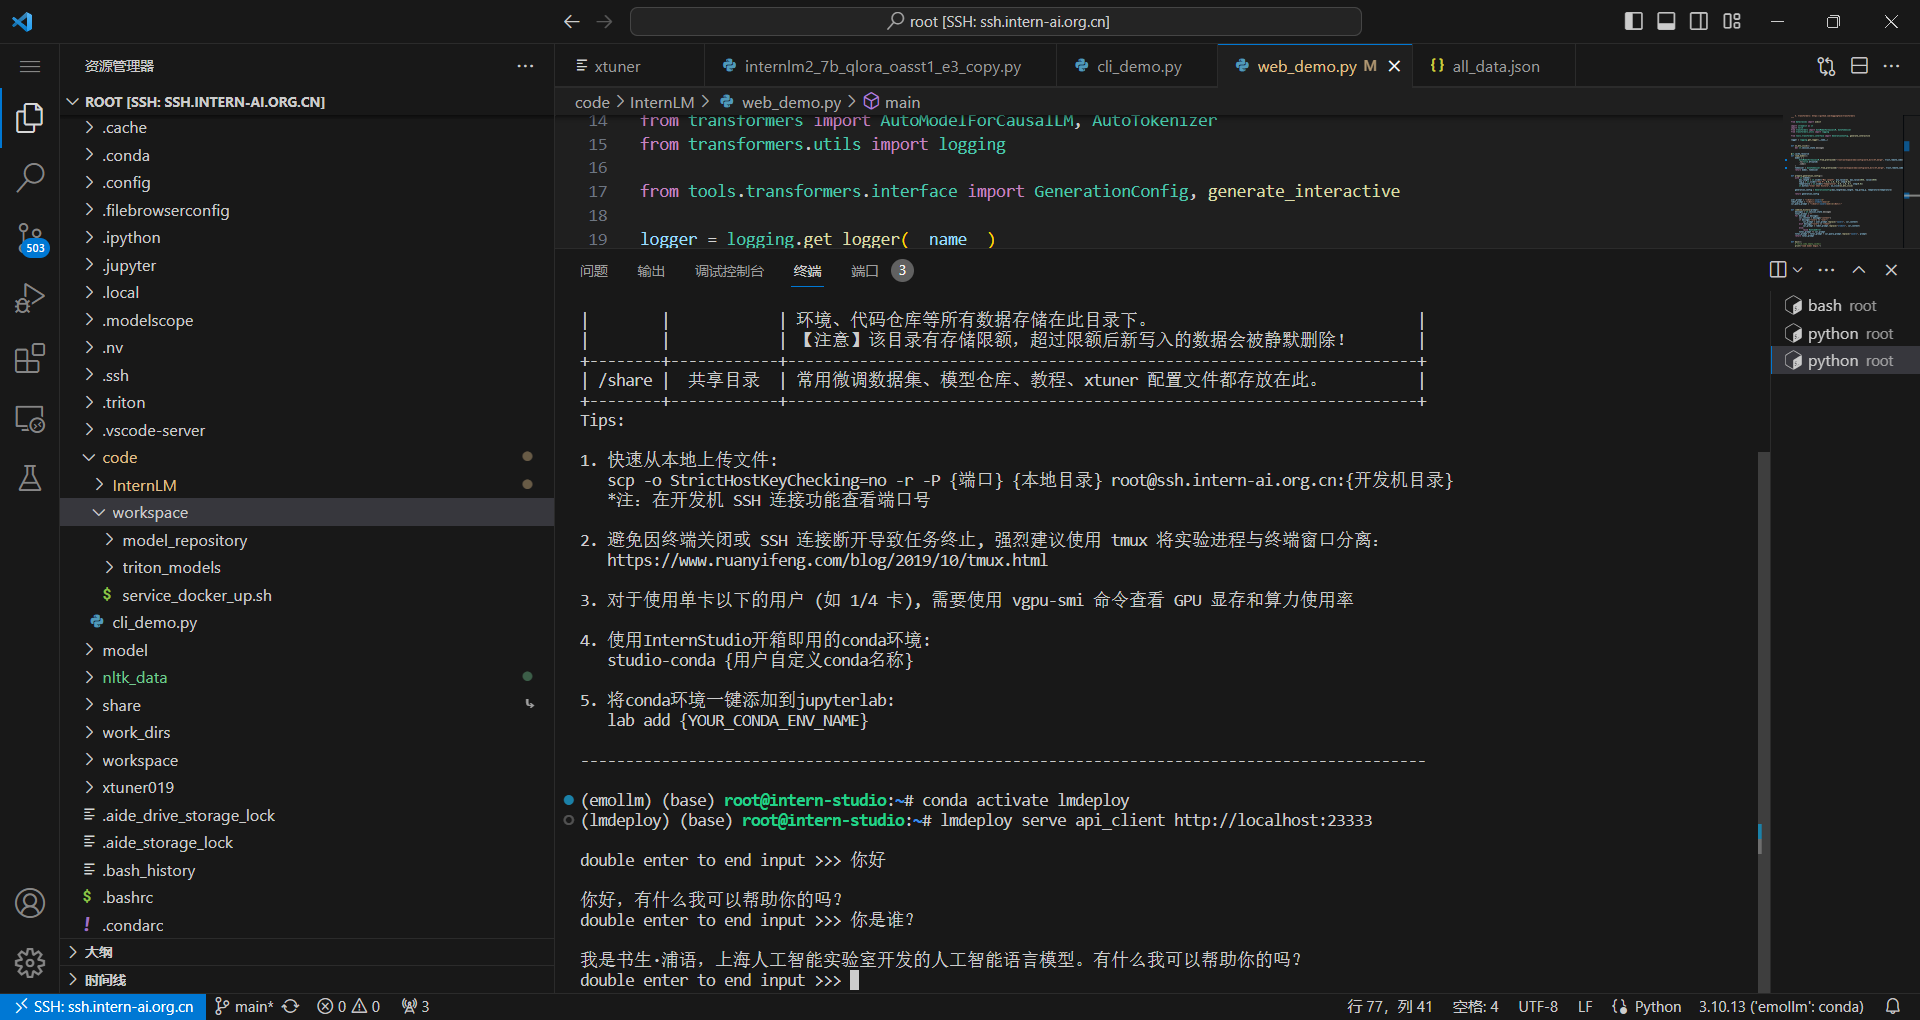 root [SSH: ssh.intern-ai.org.cn]
资源管理器
ROOT [SSH: SSH.INTERN-AI.ORG.CN]
.cache
.conda
.config
.filebrowserconfig
.ipython
.jupyter
.local
.modelscope
.nv
.ssh
.triton
.vscode-server
code
InternLM
workspace
model_repository
triton_models
service_docker_up.sh
cli_demo.py
model
nltk_data
share
work_dirs
workspace
xtuner019
.aide_drive_storage_lock
.aide_storage_lock
.bash_history
.bashrc
.condarc
大纲
时间线
503
xtuner
internlm2_7b_qlora_oasst1_e3_copy.py
cli_demo.py
web_demo.py M
all_data.json
code > InternLM > web_demo.py > main
14 from transformers import AutoModelForCausalLM, AutoTokenizer
15 from transformers.utils import logging
16
17 from tools.transformers.interface import GenerationConfig, generate_interactive
18
19 logger = logging.get_logger(__name__)
问题 输出 调试控制台 终端 端口 3
| | | 环境、代码仓库等所有数据存储在此目录下。 |
| | | 【注意】该目录有存储限额，超过限额后新写入的数据会被静默删除！ |
+--------+------------+----------------------------------------------------------------------+
| /share | 共享目录 | 常用微调数据集、模型仓库、教程、xtuner 配置文件都存放在此。 |
+--------+------------+----------------------------------------------------------------------+
Tips:
1. 快速从本地上传文件:
scp -o StrictHostKeyChecking=no -r -P {端口} {本地目录} root@ssh.intern-ai.org.cn:{开发机目录}
*注: 在开发机 SSH 连接功能查看端口号
2. 避免因终端关闭或 SSH 连接断开导致任务终止, 强烈建议使用 tmux 将实验进程与终端窗口分离:
https://www.ruanyifeng.com/blog/2019/10/tmux.html
3. 对于使用单卡以下的用户 (如 1/4 卡), 需要使用 vgpu-smi 命令查看 GPU 显存和算力使用率
4. 使用InternStudio开箱即用的conda环境:
studio-conda {用户自定义conda名称}
5. 将conda环境一键添加到jupyterlab:
lab add {YOUR_CONDA_ENV_NAME}
----------------------------------------------------------------------------------------------
(emollm) (base) root@intern-studio:~# conda activate lmdeploy
(lmdeploy) (base) root@intern-studio:~# lmdeploy serve api_client http://localhost:23333
double enter to end input >>> 你好
你好，有什么我可以帮助你的吗？
double enter to end input >>> 你是谁？
我是书生·浦语，上海人工智能实验室开发的人工智能语言模型。有什么我可以帮助你的吗？
double enter to end input >>>
bash root
python root
python root
SSH: ssh.intern-ai.org.cn main* 0 0 3 行 77，列 41 空格: 4 UTF-8 LF Python 3.10.13 ('emollm': conda)